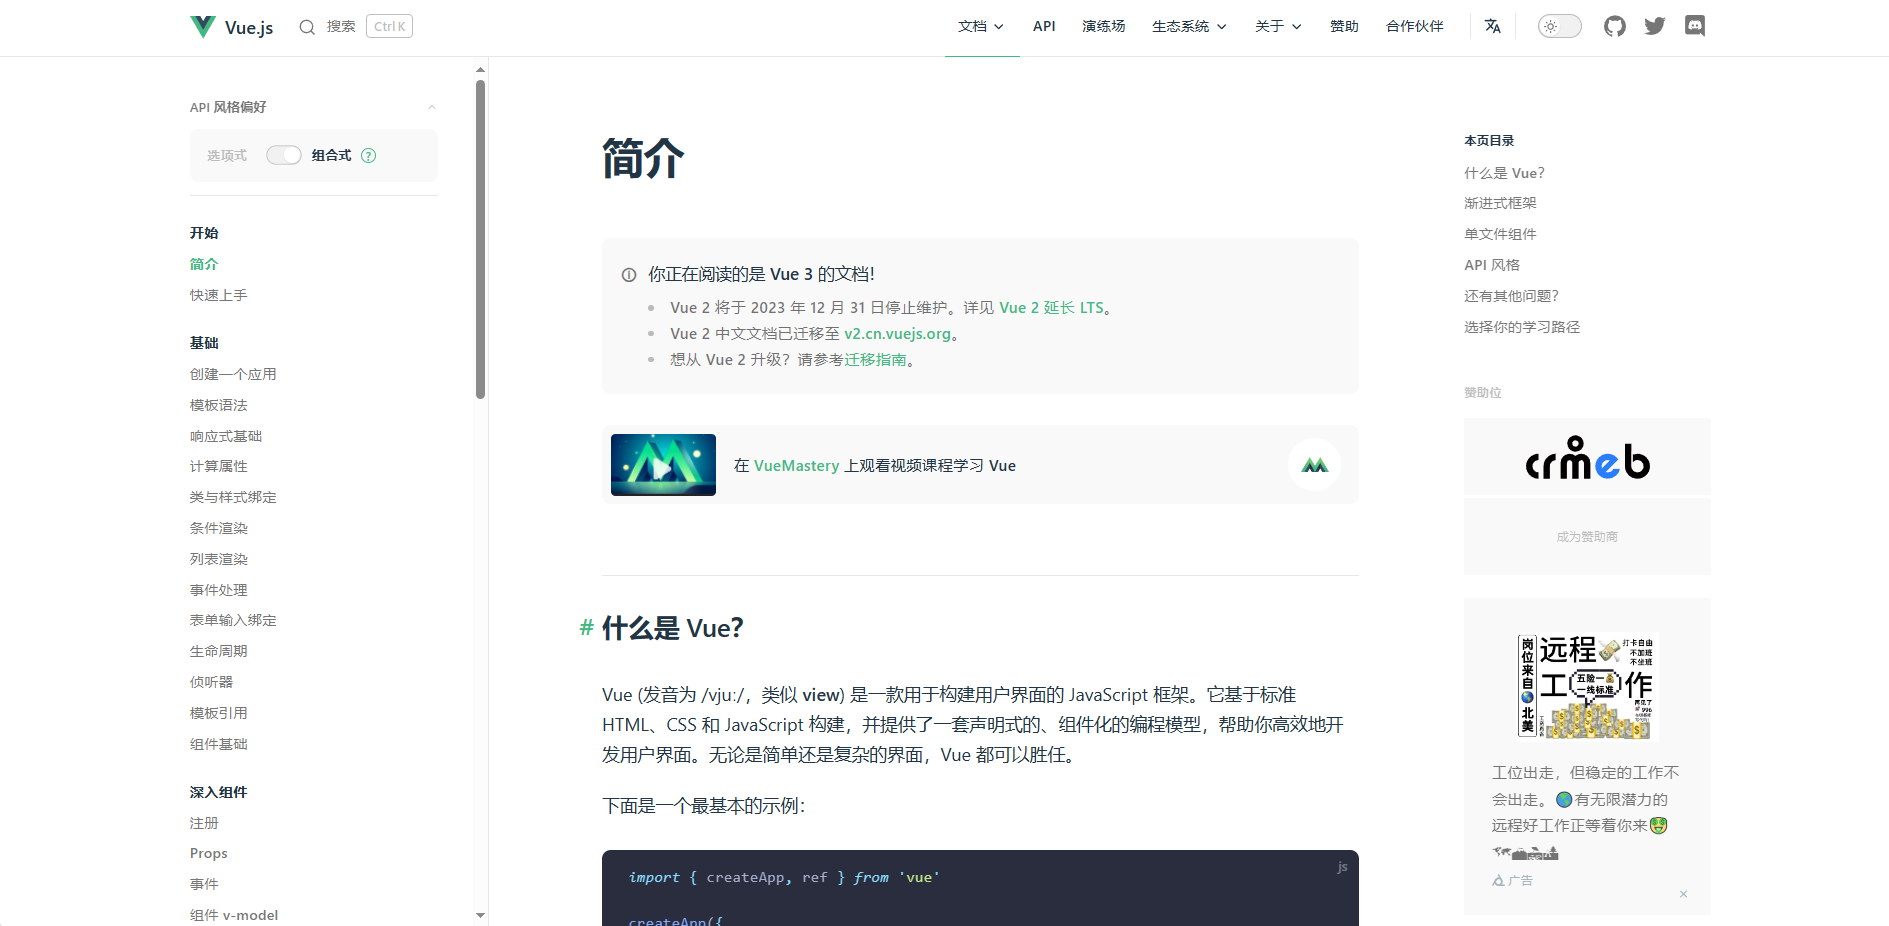 Vue.js
搜索
Ctrl K
文档
API
演练场
生态系统
关于
赞助
合作伙伴
API 风格偏好
选项式
组合式
?
开始
简介
快速上手
基础
创建一个应用
模板语法
响应式基础
计算属性
类与样式绑定
条件渲染
列表渲染
事件处理
表单输入绑定
生命周期
侦听器
模板引用
组件基础
深入组件
注册
Props
事件
组件 v-model
简介
你正在阅读的是 Vue 3 的文档！
Vue 2 将于 2023 年 12 月 31 日停止维护。详见 Vue 2 延长 LTS。
Vue 2 中文文档已迁移至 v2.cn.vuejs.org。
想从 Vue 2 升级？请参考迁移指南。
在 VueMastery 上观看视频课程学习 Vue
# 什么是 Vue？
Vue (发音为 /vjuː/，类似 view) 是一款用于构建用户界面的 JavaScript 框架。它基于标准
HTML、CSS 和 JavaScript 构建，并提供了一套声明式的、组件化的编程模型，帮助你高效地开
发用户界面。无论是简单还是复杂的界面，Vue 都可以胜任。
下面是一个最基本的示例：
js
import { createApp, ref } from 'vue'
createApp({
本页目录
什么是 Vue？
渐进式框架
单文件组件
API 风格
还有其他问题？
选择你的学习路径
赞助位
crmeb
成为赞助商
岗位来自北美
远程
打卡自由
不加班
不坐班
工作
五险一金
一线标准
再见了
996
工位出走，但稳定的工作不
会出走。🌎有无限潜力的
远程好工作正等着你来🤑
广告
×